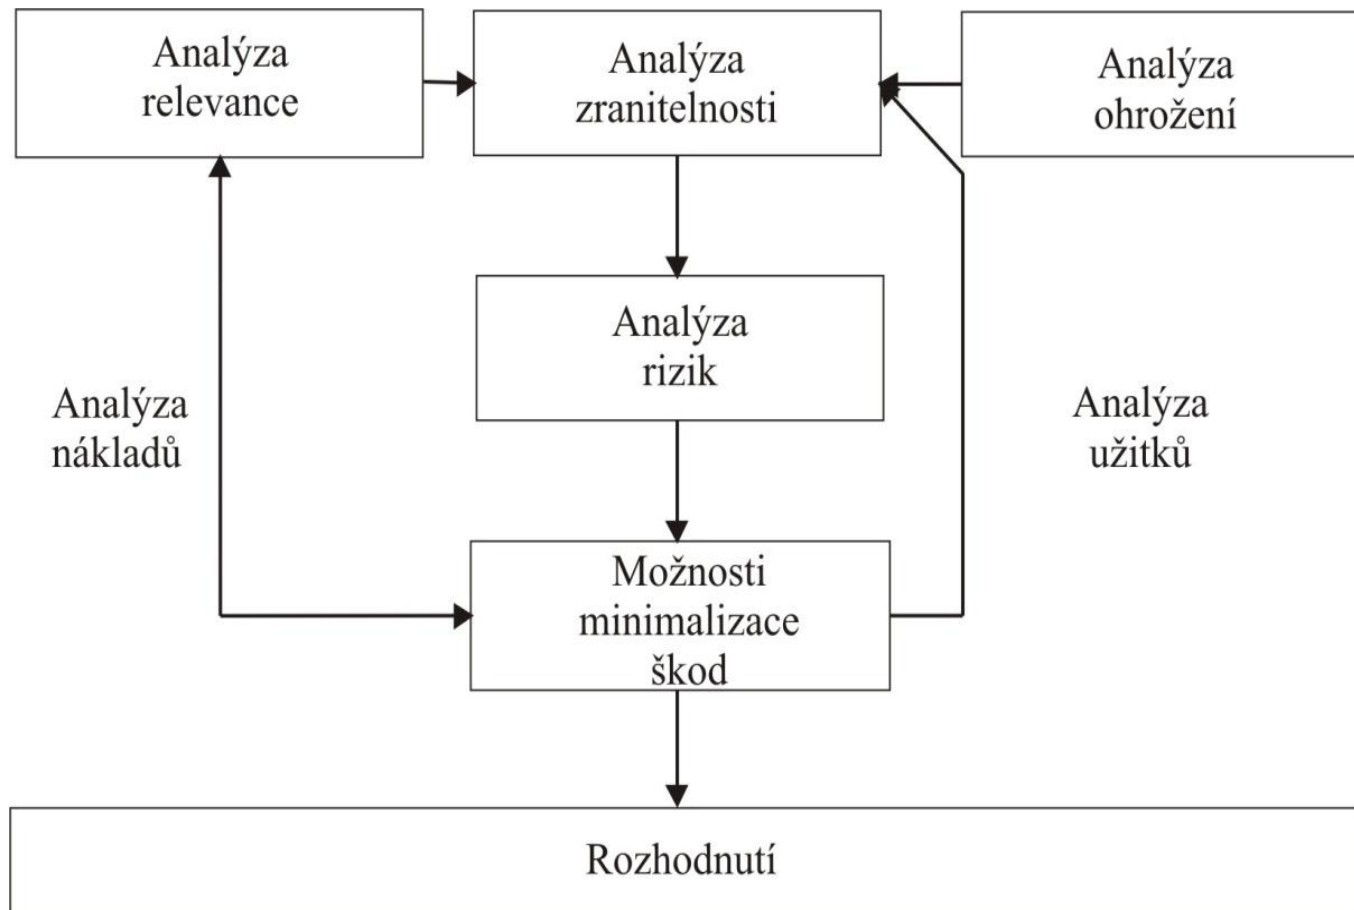 Analýza
relevance
Analýza
zranitelnosti
Analýza
ohrožení
Analýza
rizik
Analýza
nákladů
Analýza
užitků
Možnosti
minimalizace
škod
Rozhodnutí